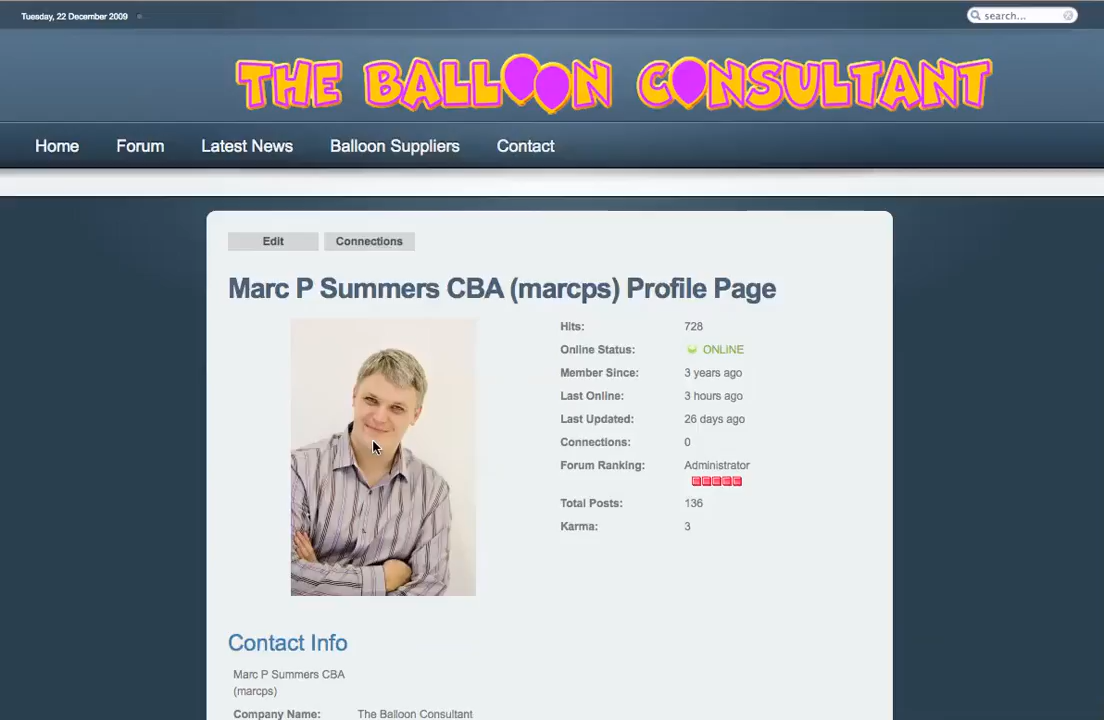 Tuesday, 22 December 2009
search...
THE BALLOON CONSULTANT
Home Forum Latest News Balloon Suppliers Contact
Edit Connections
Marc P Summers CBA (marcps) Profile Page
Hits: 728
Online Status: ONLINE
Member Since: 3 years ago
Last Online: 3 hours ago
Last Updated: 26 days ago
Connections: 0
Forum Ranking: Administrator
Total Posts: 136
Karma: 3
Contact Info
Marc P Summers CBA
(marcps)
Company Name: The Balloon Consultant